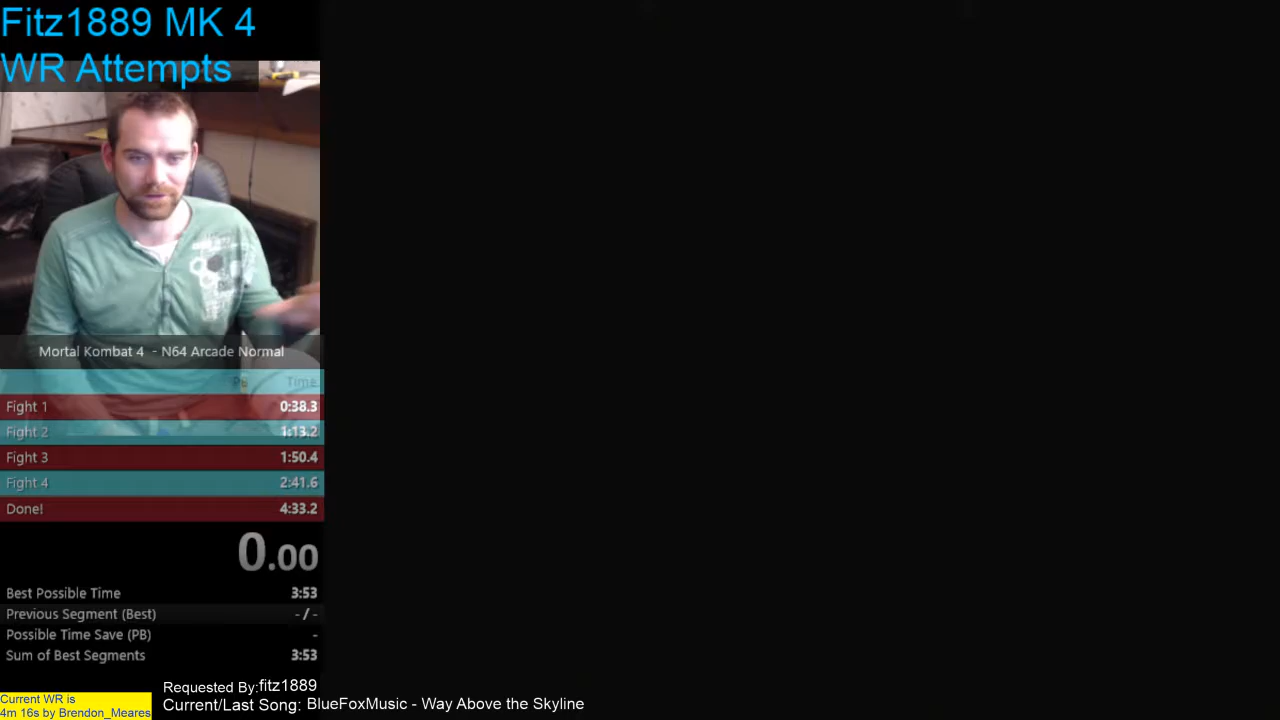 Fitz1889 MK 4
WR Attempts
Mortal Kombat 4 - N64 Arcade Normal
PB Time
Fight 1 0:38.3
Fight 2 1:13.2
Fight 3 1:50.4
Fight 4 2:41.6
Done! 4:33.2
0.00
Best Possible Time 3:53
Previous Segment (Best) - / -
Possible Time Save (PB) -
Sum of Best Segments 3:53
Current WR is
4m 16s by Brendon_Meares
Requested By:fitz1889
Current/Last Song: BlueFoxMusic - Way Above the Skyline